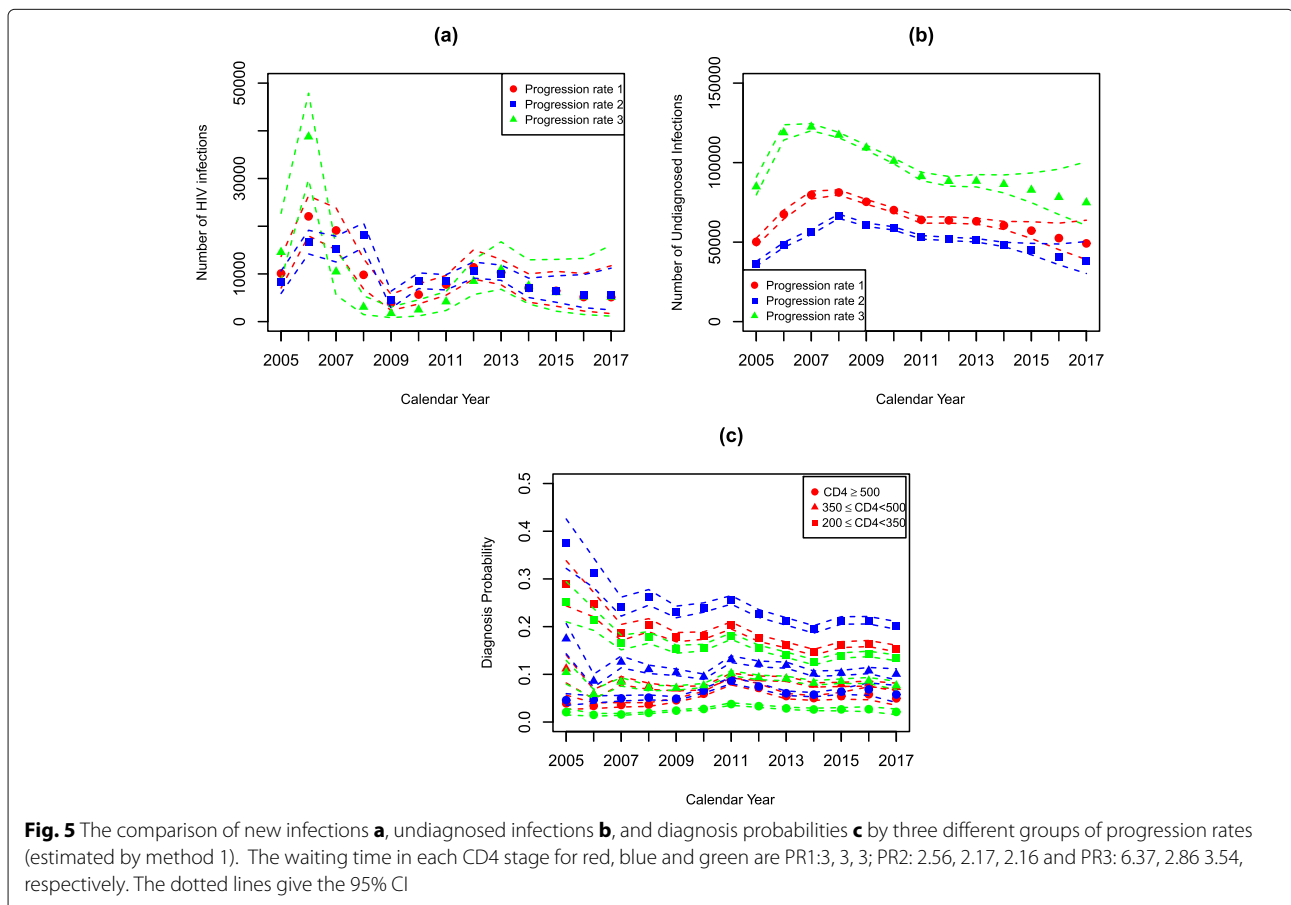 (a)
Number of HIV infections
0 10000 30000 50000
Progression rate 1
Progression rate 2
Progression rate 3
2005 2007 2009 2011 2013 2015 2017
Calendar Year
(b)
Number of Undiagnosed Infections
0 50000 100000 150000
Progression rate 1
Progression rate 2
Progression rate 3
2005 2007 2009 2011 2013 2015 2017
Calendar Year
(c)
Diagnosis Probability
0.0 0.1 0.2 0.3 0.4 0.5
CD4 ≥ 500
350 ≤ CD4<500
200 ≤ CD4<350
2005 2007 2009 2011 2013 2015 2017
Calendar Year
Fig. 5 The comparison of new infections a, undiagnosed infections b, and diagnosis probabilities c by three different groups of progression rates
(estimated by method 1). The waiting time in each CD4 stage for red, blue and green are PR1:3, 3, 3; PR2: 2.56, 2.17, 2.16 and PR3: 6.37, 2.86 3.54,
respectively. The dotted lines give the 95% CI